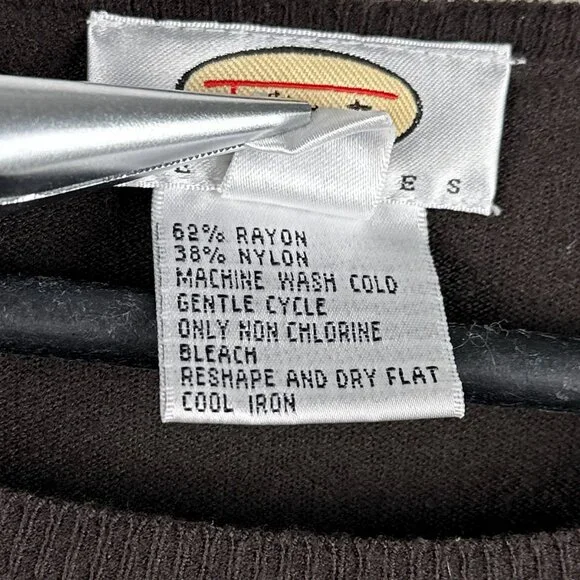 E S
62% RAYON
38% NYLON
MACHINE WASH COLD
GENTLE CYCLE
ONLY NON CHLORINE
BLEACH
RESHAPE AND DRY FLAT
COOL IRON